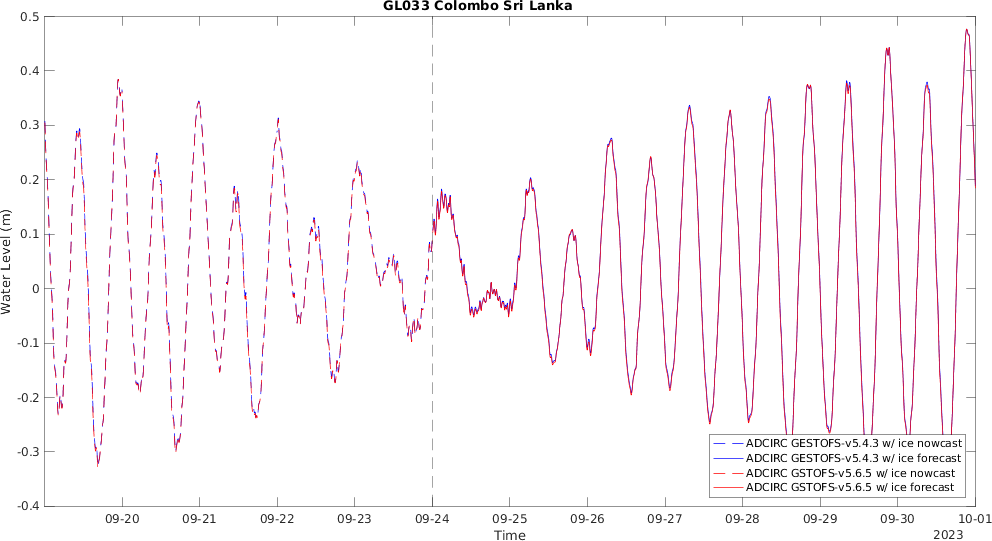 GL033 Colombo Sri Lanka
0.5
0.4
0.3
0.2
0.1
0
-0.1
-0.2
-0.3
-0.4
Water Level (m)
ADCIRC GESTOFS-v5.4.3 w/ ice nowcast
ADCIRC GESTOFS-v5.4.3 w/ ice forecast
ADCIRC GSTOFS-v5.6.5 w/ ice nowcast
ADCIRC GSTOFS-v5.6.5 w/ ice forecast
09-20 09-21 09-22 09-23 09-24 09-25 09-26 09-27 09-28 09-29 09-30 10-01
Time
2023